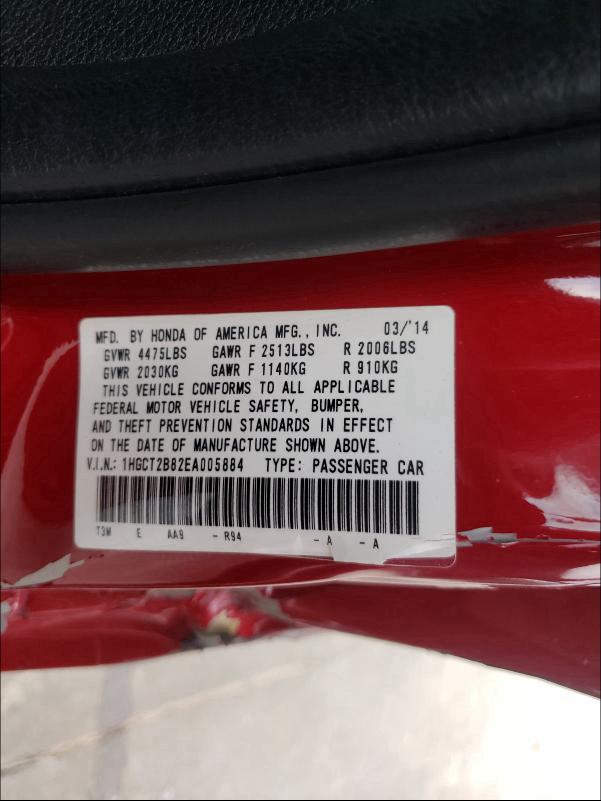 MFD. BY HONDA OF AMERICA MFG., INC. 03/'14
GVWR 4475LBS GAWR F 2513LBS R 2006LBS
GVWR 2030KG GAWR F 1140KG R 910KG
THIS VEHICLE CONFORMS TO ALL APPLICABLE
FEDERAL MOTOR VEHICLE SAFETY, BUMPER,
AND THEFT PREVENTION STANDARDS IN EFFECT
ON THE DATE OF MANUFACTURE SHOWN ABOVE.
V.I.N.: 1HGCT2B82EA005884 TYPE: PASSENGER CAR
T3M E AA9 - R94 - A - A